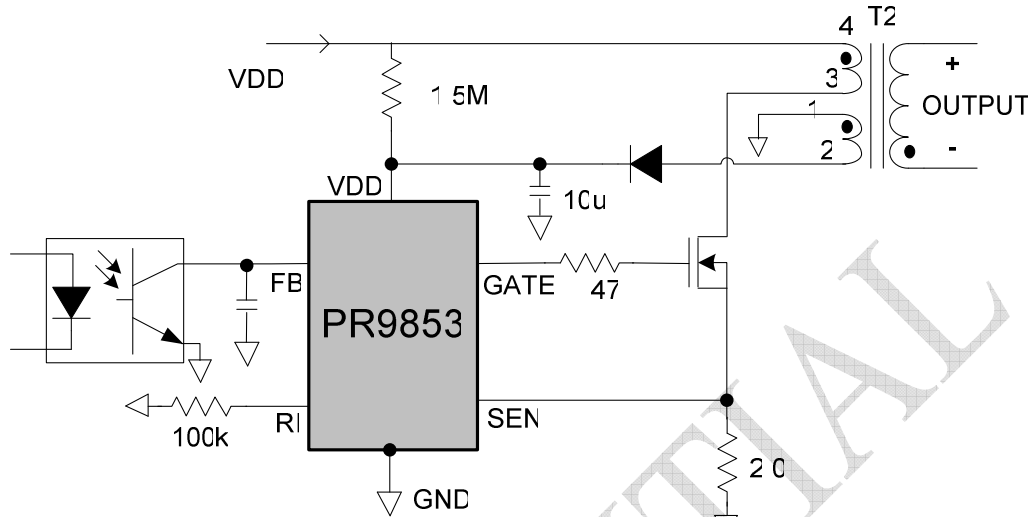 4 T2
+
VDD
1 5M
3
OUTPUT
1
2
-
VDD
10u
FB
GATE
47
PR9853
RI
SEN
100k
2 0
GND
TIAL